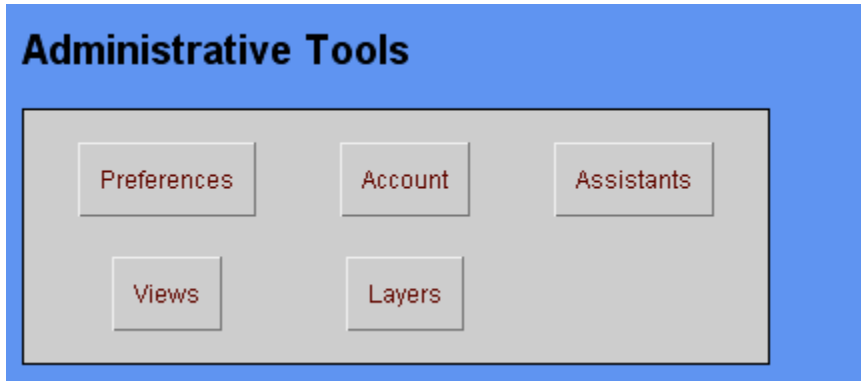 Administrative Tools
Preferences Account Assistants
Views Layers